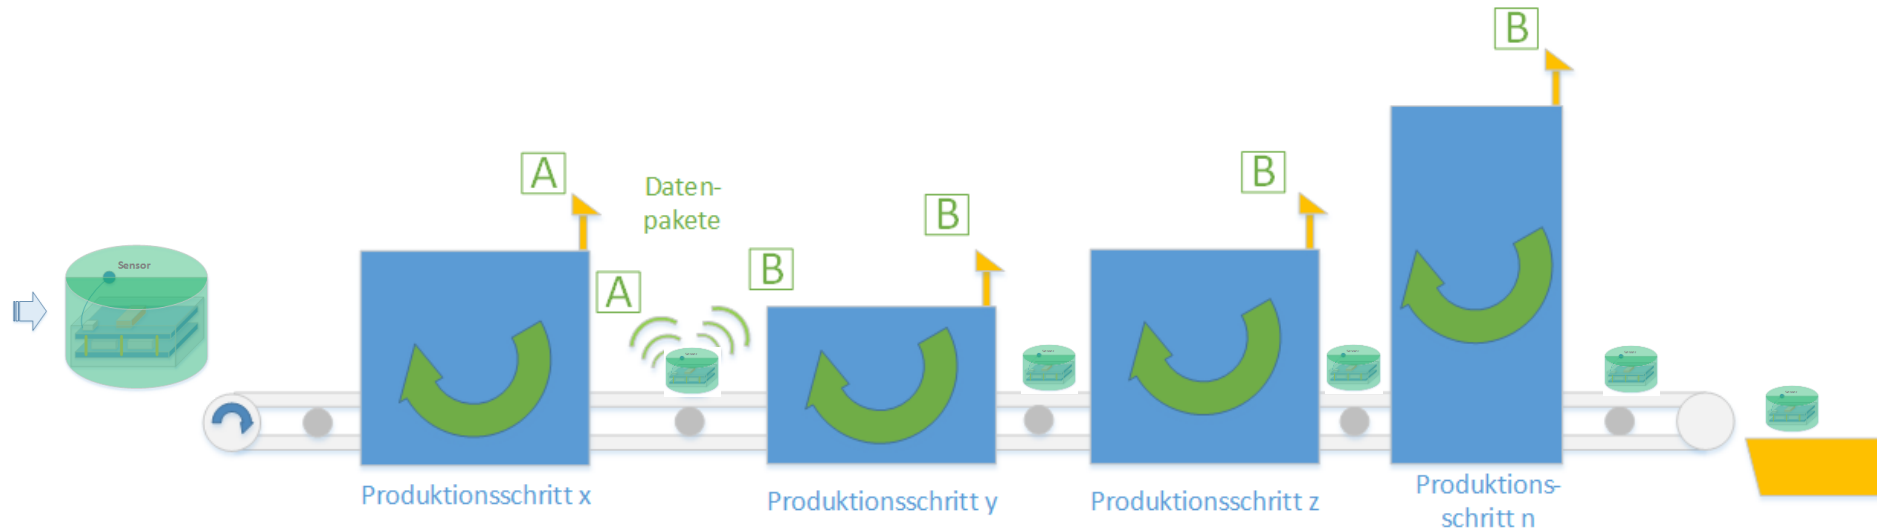 B
A
B
Daten-
pakete
B
Sensor
B
A
Produktionsschritt x
Produktionsschritt y
Produktionsschritt z
Produktions-
schritt n